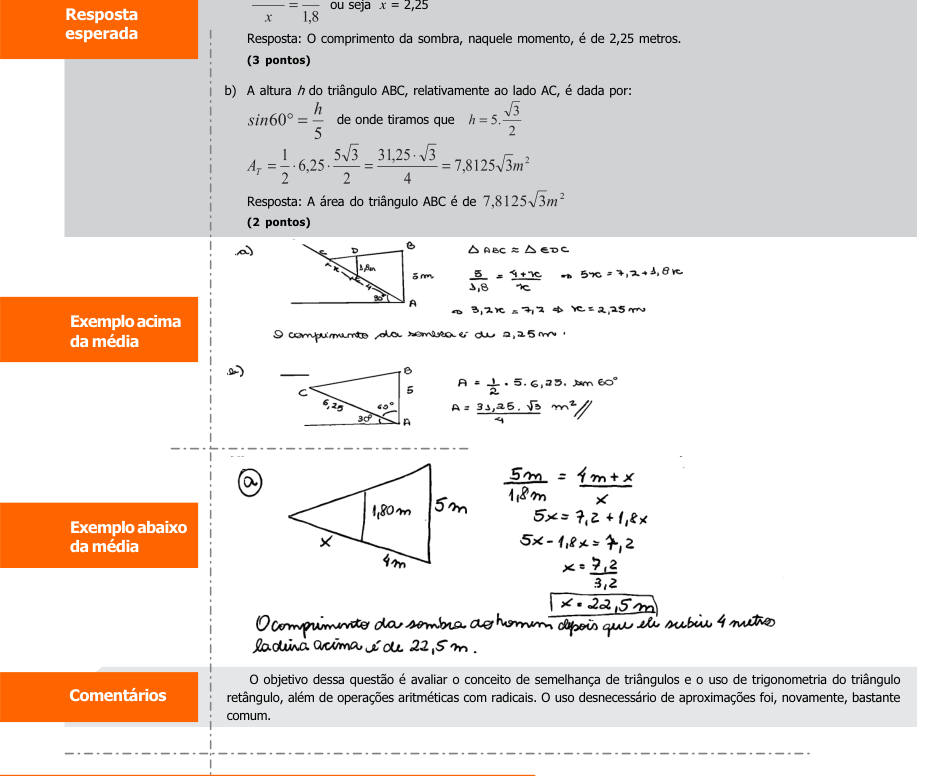 Resposta
esperada
x = 1,8 ou seja x = 2,25
Resposta: O comprimento da sombra, naquele momento, é de 2,25 metros.
(3 pontos)
b) A altura h do triângulo ABC, relativamente ao lado AC, é dada por:
sin60° = h/5 de onde tiramos que h = 5.√3/2
A_T = 1/2 · 6,25 · 5√3/2 = 31,25 · √3/4 = 7,8125√3m²
Resposta: A área do triângulo ABC é de 7,8125√3m²
(2 pontos)
Exemplo acima
da média
a)
C D B
x 1,8m 5m
4
30° A
Δ ABC ≈ Δ EDC
5/1,8 = 4+x/x ⇒ 5x = 7,2 + 1,8x
⇒ 3,2x = 7,2 ⇒ x = 2,25m
O comprimento da sombra é de 2,25m.
b)
C B
6,25 60° 5
30° A
A = 1/2 · 5 · 6,25 · sen 60°
A = 31,25 · √3/4 m²//
Exemplo abaixo
da média
a
1,80m 5m
x
4m
5m/1,8m = 4m+x/x
5x = 7,2 + 1,8x
5x - 1,8x = 7,2
x = 7,2/3,2
x = 22,5m
O comprimento da sombra do homem depois que ele subiu 4 metros
ladeira acima é de 22,5m.
Comentários
O objetivo dessa questão é avaliar o conceito de semelhança de triângulos e o uso de trigonometria do triângulo
retângulo, além de operações aritméticas com radicais. O uso desnecessário de aproximações foi, novamente, bastante
comum.